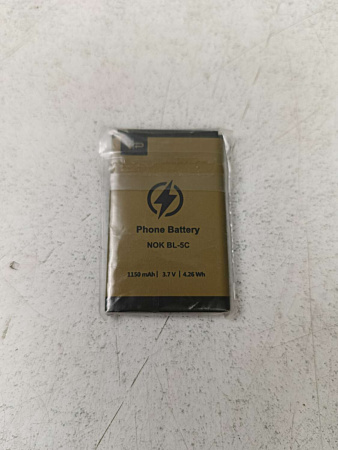 Phone Battery
NOK BL-5C
1150 mAh | 3.7 V | 4.26 Wh